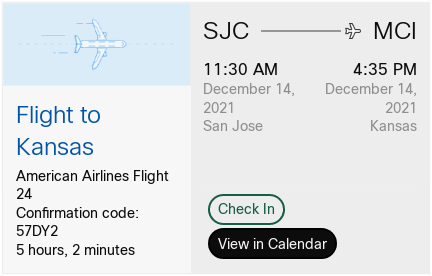 Flight to
Kansas
American Airlines Flight
24
Confirmation code:
57DY2
5 hours, 2 minutes
SJC MCI
11:30 AM 4:35 PM
December 14, December 14,
2021 2021
San Jose Kansas
Check In
View in Calendar